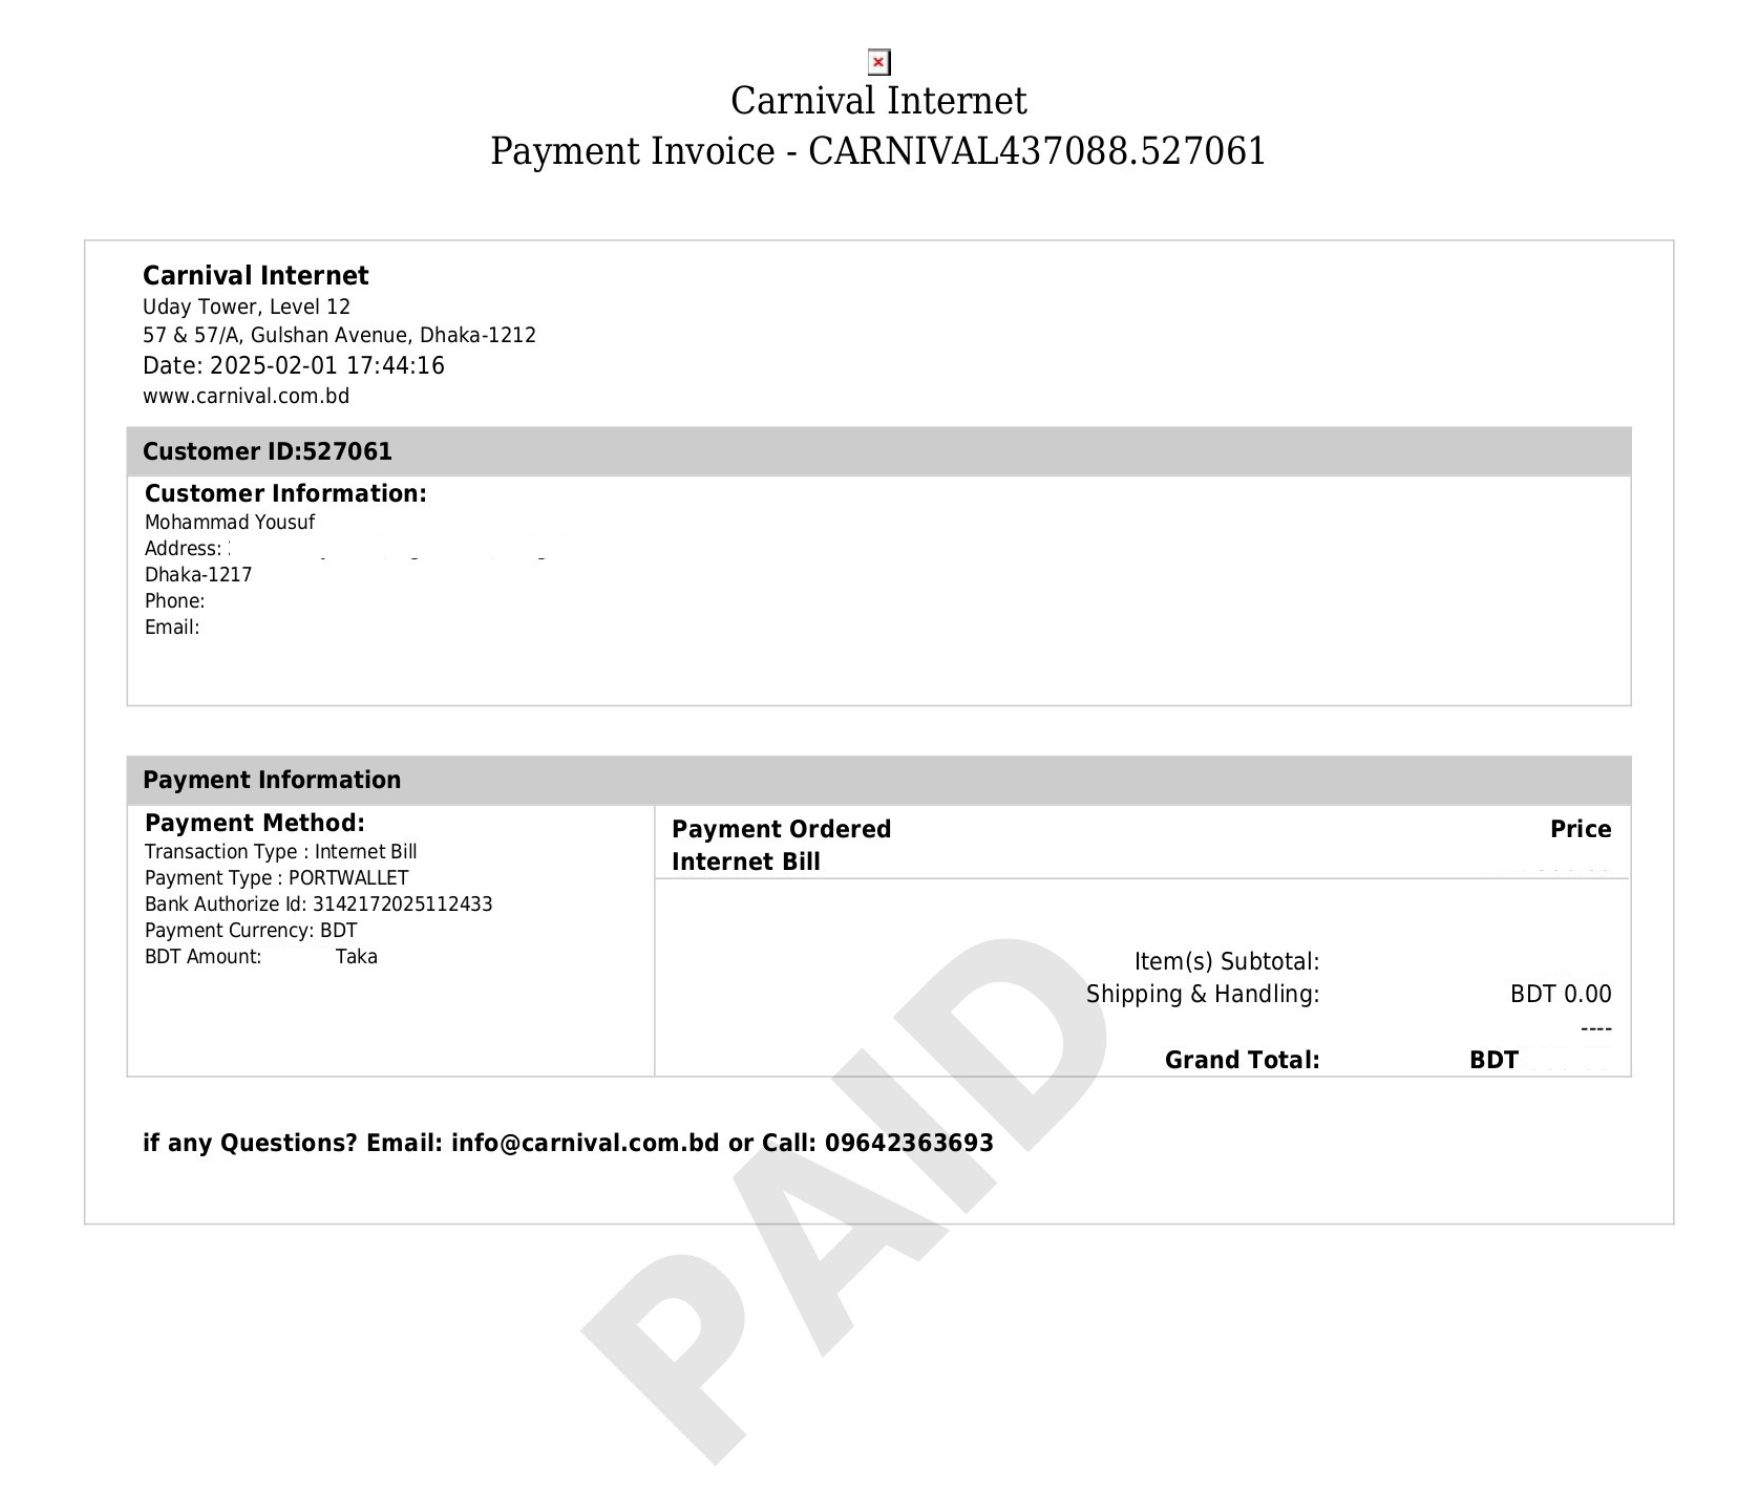 Carnival Internet
Payment Invoice - CARNIVAL437088.527061
Carnival Internet
Uday Tower, Level 12
57 & 57/A, Gulshan Avenue, Dhaka-1212
Date: 2025-02-01 17:44:16
www.carnival.com.bd
Customer ID:527061
Customer Information:
Mohammad Yousuf
Address:
Dhaka-1217
Phone:
Email:
Payment Information
Payment Method:
Transaction Type : Internet Bill
Payment Type : PORTWALLET
Bank Authorize Id: 3142172025112433
Payment Currency: BDT
BDT Amount: Taka
Payment Ordered Price
Internet Bill
Item(s) Subtotal:
Shipping & Handling: BDT 0.00
----
Grand Total: BDT
if any Questions? Email: info@carnival.com.bd or Call: 09642363693
PAID